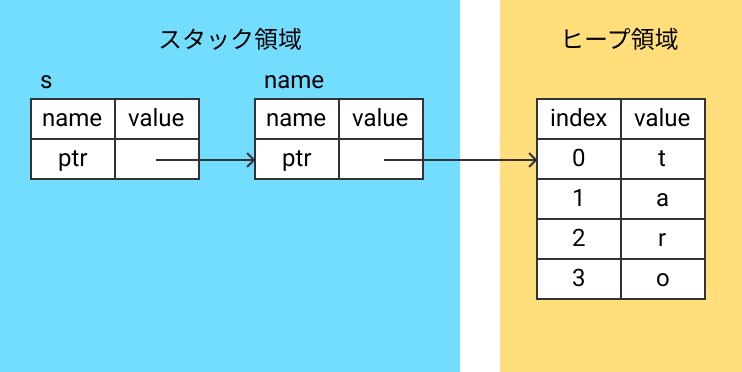 スタック領域
s
name value
ptr
name
name value
ptr
ヒープ領域
index value
0 t
1 a
2 r
3 o